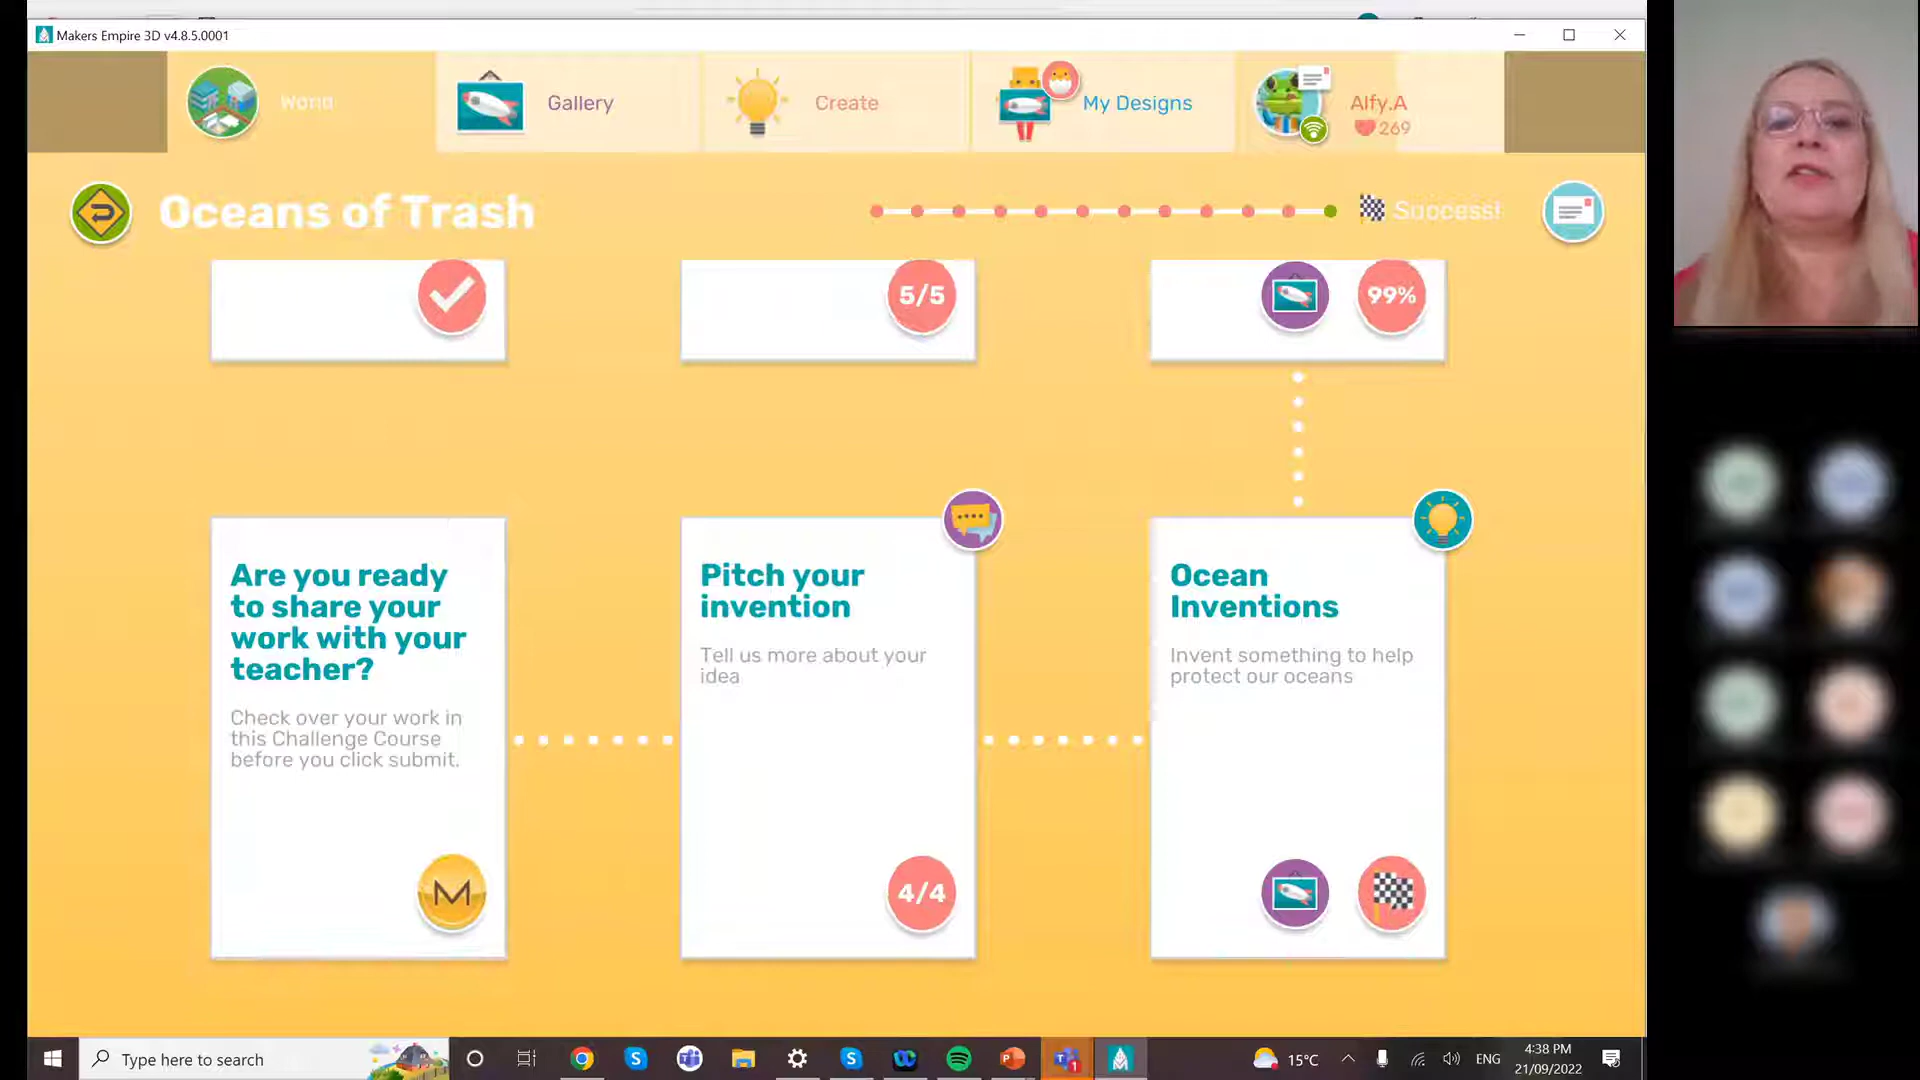 Makers Empire 3D v4.8.5.0001
World
Gallery
Create
My Designs
Alfy.A
269
Oceans of Trash
Success!
5/5
99%
Are you ready
to share your
work with your
teacher?
Check over your work in
this Challenge Course
before you click submit.
M
Pitch your
invention
Tell us more about your
idea
4/4
Ocean
Inventions
Invent something to help
protect our oceans
Type here to search
15°C
ENG
4:38 PM
21/09/2022